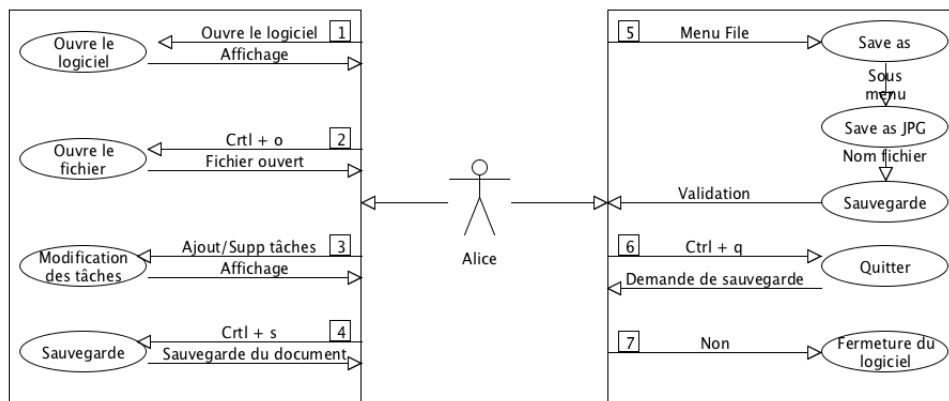 Ouvre le logiciel
1
Ouvre le
logiciel
Affichage
Crtl + o
2
Ouvre le
fichier
Fichier ouvert
Ajout/Supp tâches
3
Modification
des tâches
Affichage
Crtl + s
4
Sauvegarde
Sauvegarde du document
Alice
5
Menu File
Save as
Sous
menu
Save as JPG
Nom fichier
Validation
Sauvegarde
6
Ctrl + q
Quitter
Demande de sauvegarde
7
Non
Fermeture du
logiciel